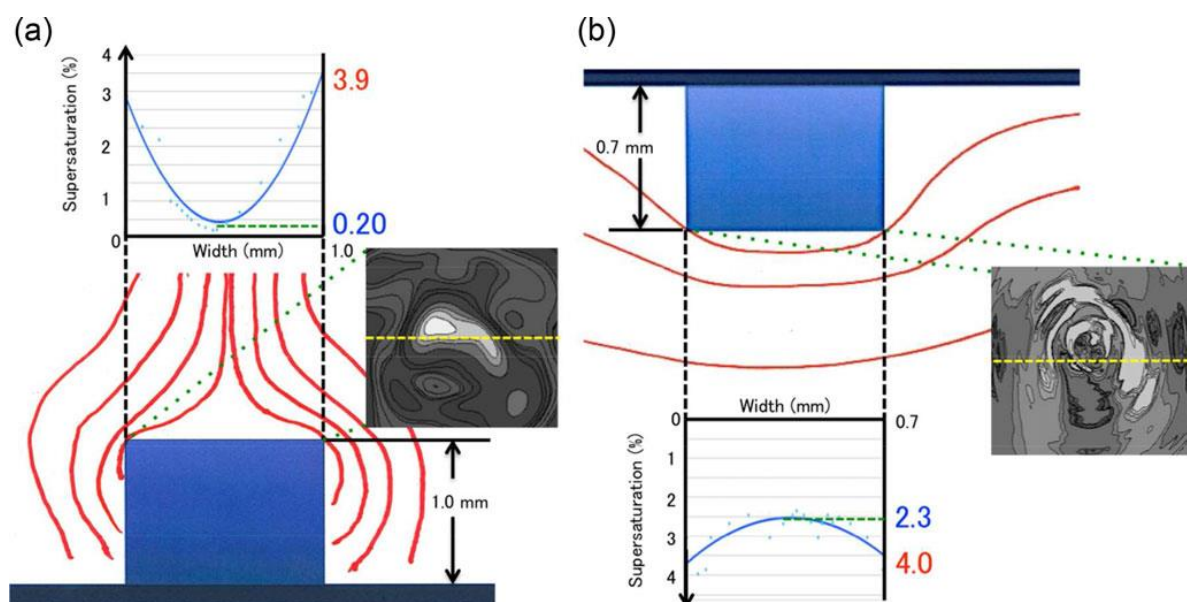 (a)
4
3
2
1
0
Supersaturation (%)
Width (mm)
1.0
3.9
0.20
1.0 mm
(b)
0.7 mm
Width (mm)
0.7
0
1
2
3
4
Supersaturation (%)
2.3
4.0